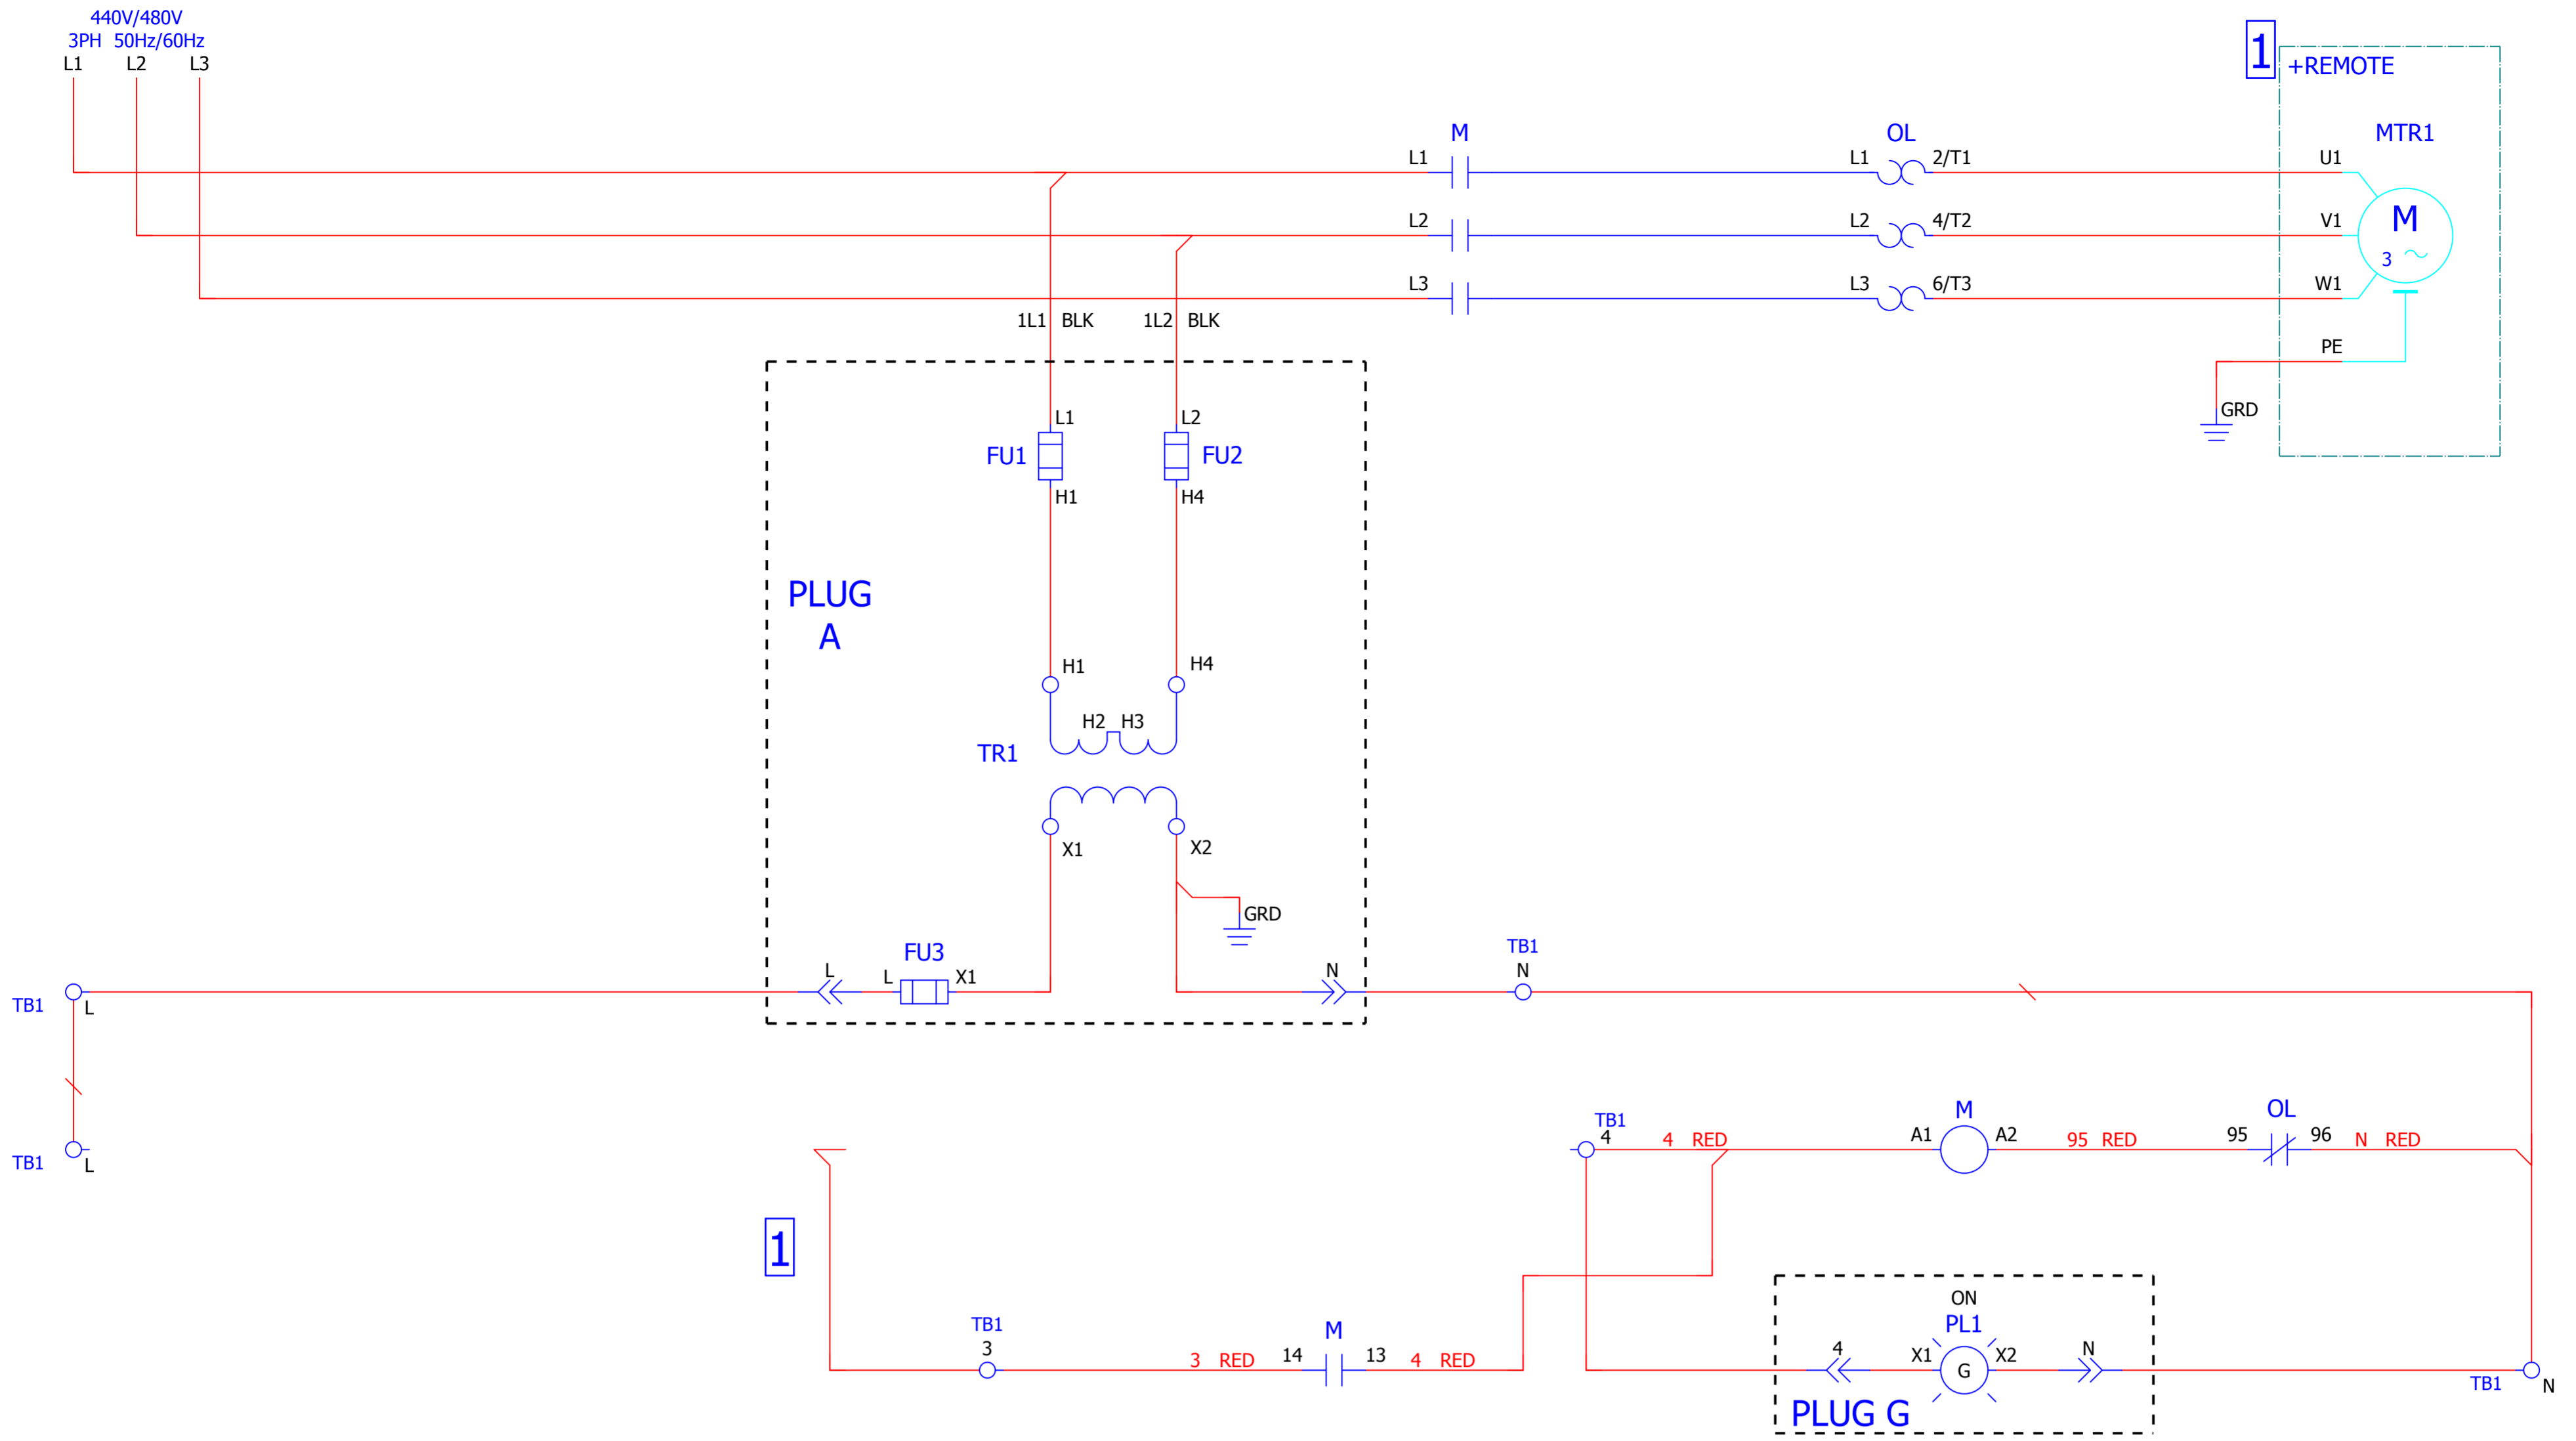 440V/480V
3PH 50Hz/60Hz
L1 L2 L3
1
+REMOTE
M OL MTR1
L1 L1 2/T1 U1
L2 L2 4/T2 V1
M
3
L3 L3 6/T3 W1
1L1 BLK 1L2 BLK
PE
GRD
L1 L2
FU1 FU2
H1 H4
PLUG
A
H1 H4
H2 H3
TR1
X1 X2
GRD
FU3
TB1
L L X1 N N
TB1 L
M OL
TB1
4 4 RED A1 A2 95 RED 95 96 N RED
TB1 L
1
ON
TB1 M PL1
3 3 RED 14 13 4 RED 4 X1 G X2 N
TB1 N
PLUG G